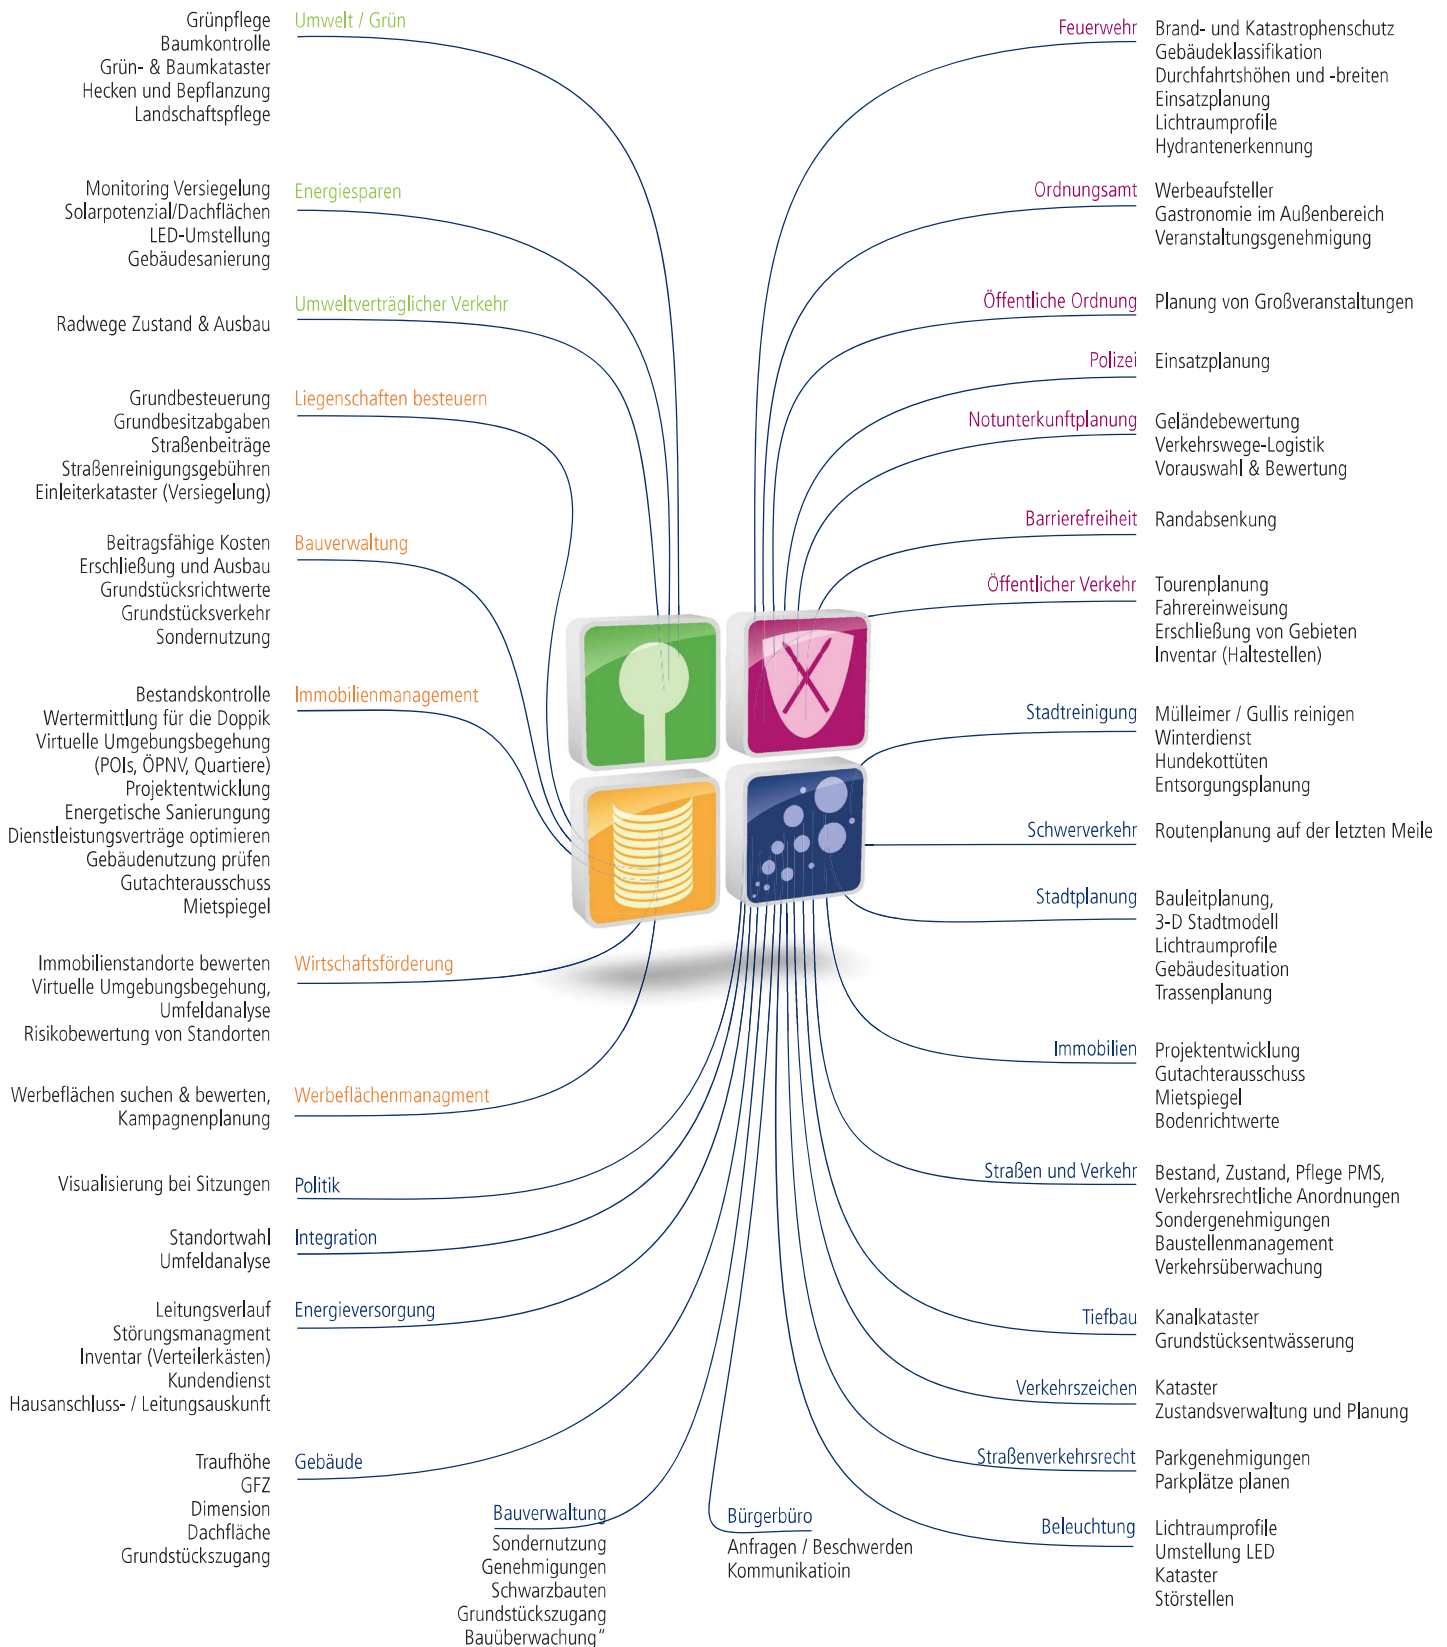 Umwelt / Grün
Grünpflege
Baumkontrolle
Grün- & Baumkataster
Hecken und Bepflanzung
Landschaftspflege
Energiesparen
Monitoring Versiegelung
Solarpotenzial/Dachflächen
LED-Umstellung
Gebäudesanierung
Umweltverträglicher Verkehr
Radwege Zustand & Ausbau
Liegenschaften besteuern
Grundbesteuerung
Grundbesitzabgaben
Straßenbeiträge
Straßenreinigungsgebühren
Einleiterkataster (Versiegelung)
Bauverwaltung
Beitragsfähige Kosten
Erschließung und Ausbau
Grundstücksrichtwerte
Grundstücksverkehr
Sondernutzung
Immobilienmanagement
Bestandskontrolle
Wertermittlung für die Doppik
Virtuelle Umgebungsbegehung
(POIs, ÖPNV, Quartiere)
Projektentwicklung
Energetische Sanierungung
Dienstleistungsverträge optimieren
Gebäudenutzung prüfen
Gutachterausschuss
Mietspiegel
Wirtschaftsförderung
Immobilienstandorte bewerten
Virtuelle Umgebungsbegehung,
Umfeldanalyse
Risikobewertung von Standorten
Werbeflächenmanagment
Werbeflächen suchen & bewerten,
Kampagnenplanung
Politik
Visualisierung bei Sitzungen
Integration
Standortwahl
Umfeldanalyse
Energieversorgung
Leitungsverlauf
Störungsmanagment
Inventar (Verteilerkästen)
Kundendienst
Hausanschluss- / Leitungsauskunft
Gebäude
Traufhöhe
GFZ
Dimension
Dachfläche
Grundstückszugang
Bauverwaltung
Sondernutzung
Genehmigungen
Schwarzbauten
Grundstückszugang
Bauüberwachung“
Bürgerbüro
Anfragen / Beschwerden
Kommunikatioin
Feuerwehr
Brand- und Katastrophenschutz
Gebäudeklassifikation
Durchfahrtshöhen und -breiten
Einsatzplanung
Lichtraumprofile
Hydrantenerkennung
Ordnungsamt
Werbeaufsteller
Gastronomie im Außenbereich
Veranstaltungsgenehmigung
Öffentliche Ordnung
Planung von Großveranstaltungen
Polizei
Einsatzplanung
Notunterkunftplanung
Geländebewertung
Verkehrswege-Logistik
Vorauswahl & Bewertung
Barrierefreiheit
Randabsenkung
Öffentlicher Verkehr
Tourenplanung
Fahrereinweisung
Erschließung von Gebieten
Inventar (Haltestellen)
Stadtreinigung
Mülleimer / Gullis reinigen
Winterdienst
Hundekottüten
Entsorgungsplanung
Schwerverkehr
Routenplanung auf der letzten Meile
Stadtplanung
Bauleitplanung,
3-D Stadtmodell
Lichtraumprofile
Gebäudesituation
Trassenplanung
Immobilien
Projektentwicklung
Gutachterausschuss
Mietspiegel
Bodenrichtwerte
Straßen und Verkehr
Bestand, Zustand, Pflege PMS,
Verkehrsrechtliche Anordnungen
Sondergenehmigungen
Baustellenmanagement
Verkehrsüberwachung
Tiefbau
Kanalkataster
Grundstücksentwässerung
Verkehrszeichen
Kataster
Zustandsverwaltung und Planung
Straßenverkehrsrecht
Parkgenehmigungen
Parkplätze planen
Beleuchtung
Lichtraumprofile
Umstellung LED
Kataster
Störstellen